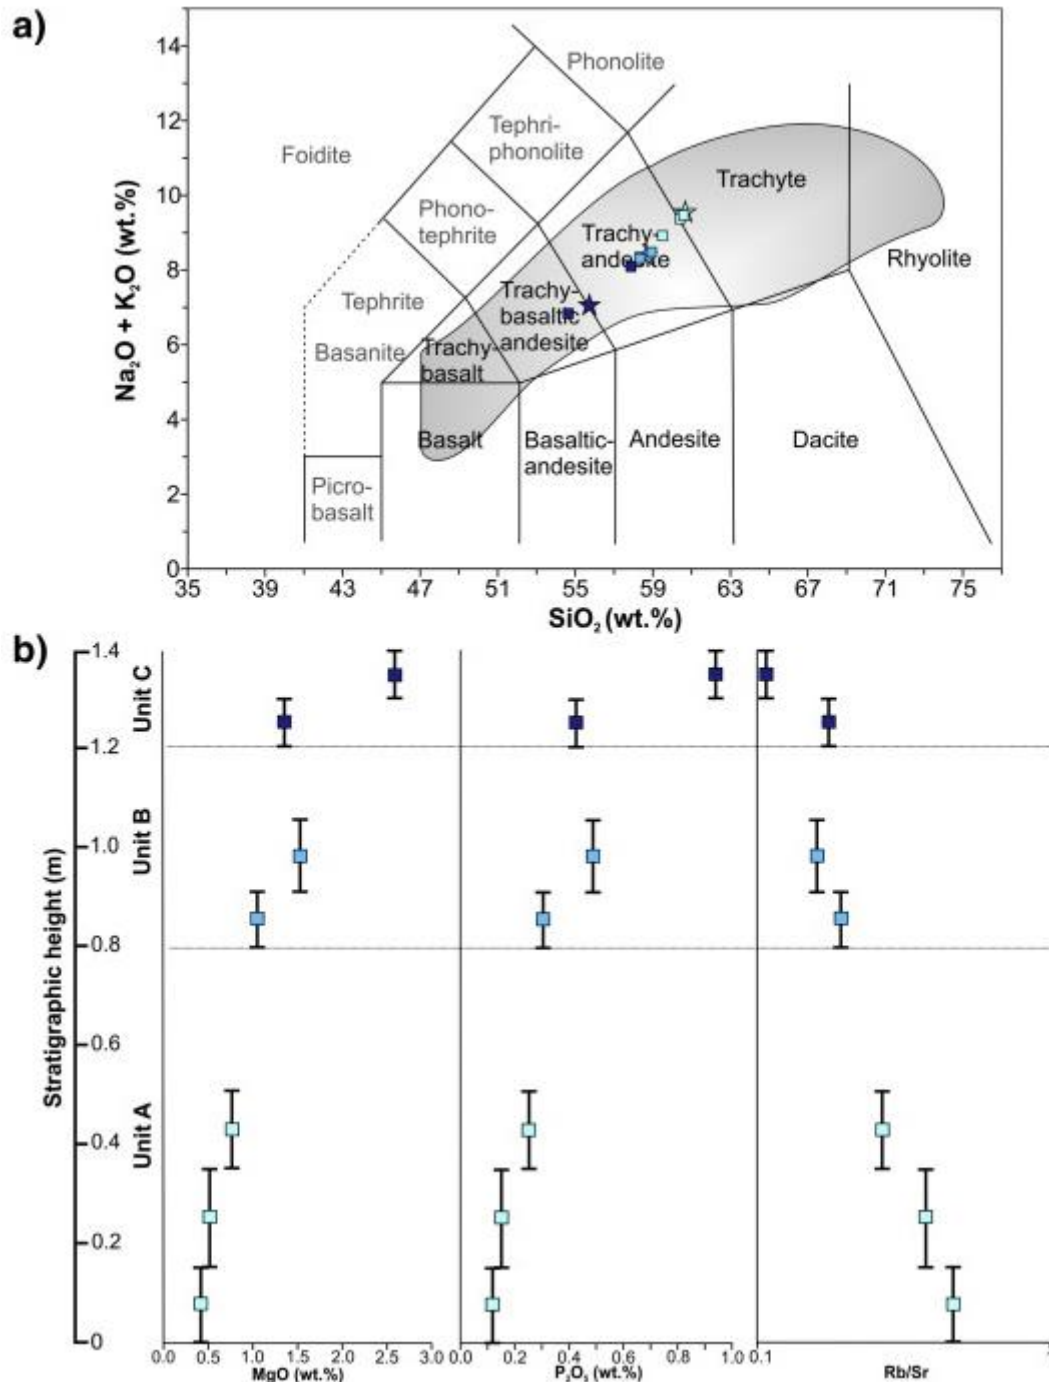 a)
14
12
10
8
6
4
2
0
Na₂O + K₂O (wt.%)
Phonolite
Tephri-
phonolite
Foidite
Trachyte
Phono-
tephrite
Trachy-
andesite
Rhyolite
Tephrite
Trachy-
basaltic
andesite
Basanite
Trachy-
basalt
Basalt
Basaltic-
andesite
Andesite
Dacite
Picro-
basalt
35 39 43 47 51 55 59 63 67 71 75
SiO₂ (wt.%)
b)
Stratigraphic height (m)
1.4
1.2
1.0
0.8
0.6
0.4
0.2
0
Unit C
Unit B
Unit A
0.0 0.5 1.0 1.5 2.0 2.5 3.0
MgO (wt.%)
0.0 0.2 0.4 0.6 0.8 1.0
P₂O₅ (wt.%)
0.1
Rb/Sr